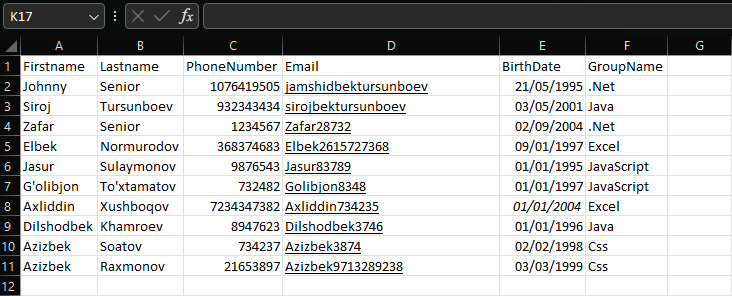 K17 fx
A B C D E F G
1 Firstname Lastname PhoneNumber Email BirthDate GroupName
2 Johnny Senior 1076419505 jamshidbektursunboev 21/05/1995 .Net
3 Siroj Tursunboev 932343434 sirojbektursunboev 03/05/2001 Java
4 Zafar Senior 1234567 Zafar28732 02/09/2004 .Net
5 Elbek Normurodov 368374683 Elbek2615727368 09/01/1997 Excel
6 Jasur Sulaymonov 9876543 Jasur83789 01/01/1995 JavaScript
7 G'olibjon To'xtamatov 732482 Golibjon8348 01/01/1997 JavaScript
8 Axliddin Xushboqov 7234347382 Axliddin734235 01/01/2004 Excel
9 Dilshodbek Khamroev 8947623 Dilshodbek3746 01/01/1996 Java
10 Azizbek Soatov 734237 Azizbek3874 02/02/1998 Css
11 Azizbek Raxmonov 21653897 Azizbek9713289238 03/03/1999 Css
12